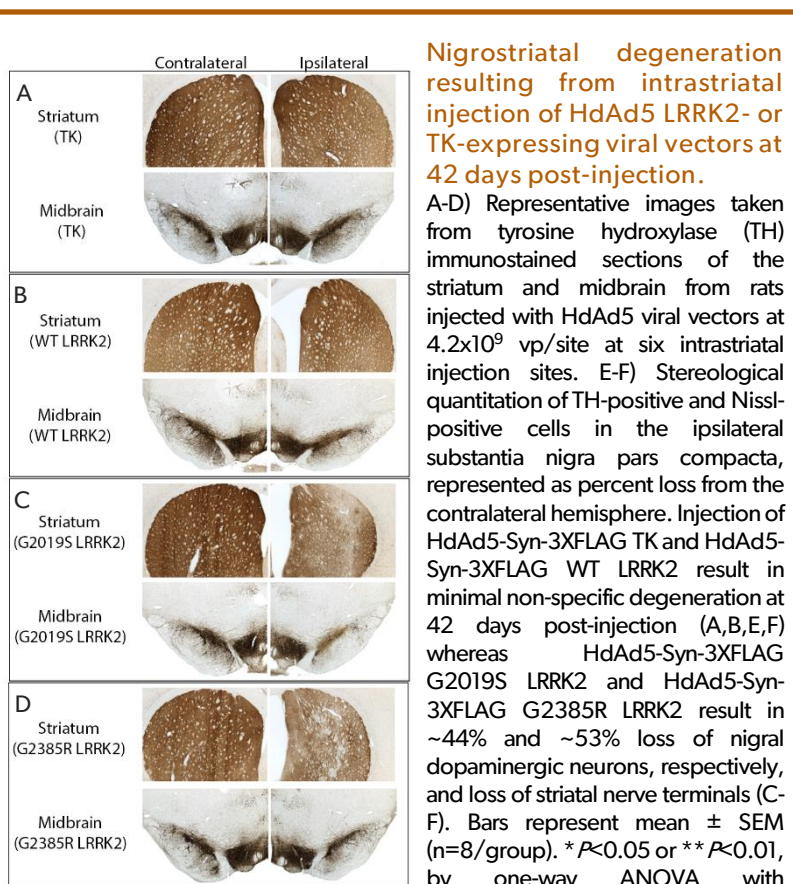 Contralateral Ipsilateral
A
Striatum
(TK)
Midbrain
(TK)
B
Striatum
(WT LRRK2)
Midbrain
(WT LRRK2)
C
Striatum
(G2019S LRRK2)
Midbrain
(G2019S LRRK2)
D
Striatum
(G2385R LRRK2)
Midbrain
(G2385R LRRK2)
Nigrostriatal degeneration
resulting from intrastriatal
injection of HdAd5 LRRK2- or
TK-expressing viral vectors at
42 days post-injection.
A-D) Representative images taken
from tyrosine hydroxylase (TH)
immunostained sections of the
striatum and midbrain from rats
injected with HdAd5 viral vectors at
4.2x10⁹ vp/site at six intrastriatal
injection sites. E-F) Stereological
quantitation of TH-positive and Nissl-
positive cells in the ipsilateral
substantia nigra pars compacta,
represented as percent loss from the
contralateral hemisphere. Injection of
HdAd5-Syn-3XFLAG TK and HdAd5-
Syn-3XFLAG WT LRRK2 result in
minimal non-specific degeneration at
42 days post-injection (A,B,E,F)
whereas HdAd5-Syn-3XFLAG
G2019S LRRK2 and HdAd5-Syn-
3XFLAG G2385R LRRK2 result in
~44% and ~53% loss of nigral
dopaminergic neurons, respectively,
and loss of striatal nerve terminals (C-
F). Bars represent mean ± SEM
(n=8/group). *P<0.05 or **P<0.01,
by one-way ANOVA with